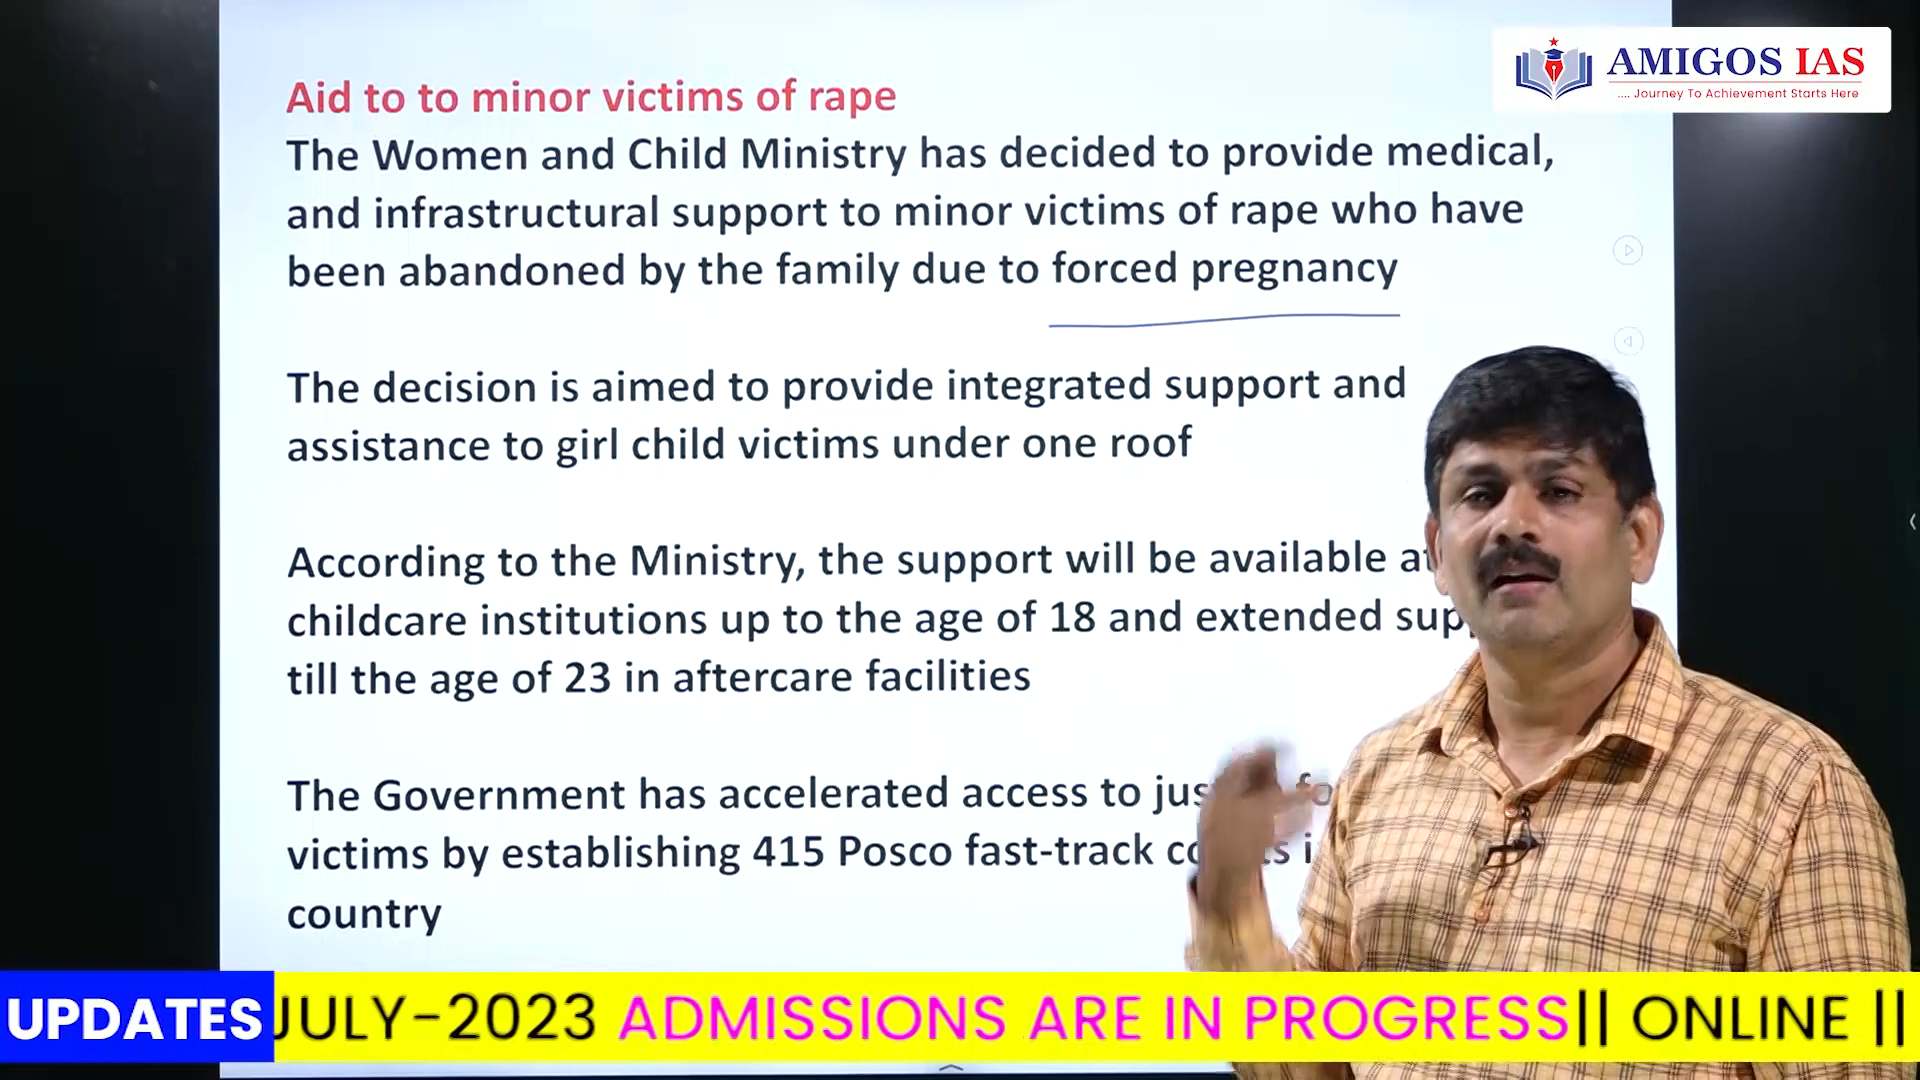 AMIGOS IAS
.... Journey To Achievement Starts Here
Aid to to minor victims of rape
The Women and Child Ministry has decided to provide medical,
and infrastructural support to minor victims of rape who have
been abandoned by the family due to forced pregnancy
The decision is aimed to provide integrated support and
assistance to girl child victims under one roof
According to the Ministry, the support will be available at
childcare institutions up to the age of 18 and extended
till the age of 23 in aftercare facilities
The Government has accelerated access to
victims by establishing 415 Posco fast-track
country
UPDATES JULY-2023 ADMISSIONS ARE IN PROGRESS|| ONLINE ||